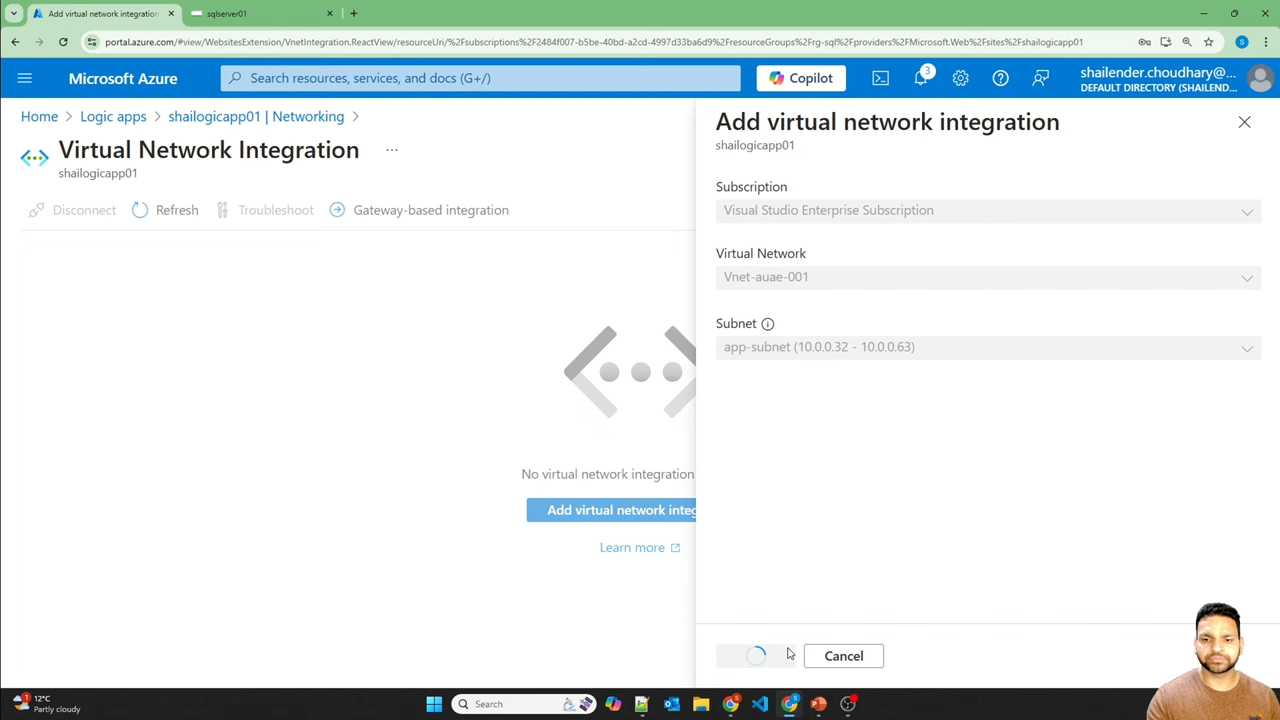 Add virtual network integration
sqlserver01
portal.azure.com/#view/WebsitesExtension/VnetIntegration.ReactView/resourceUri/%2Fsubscriptions%2F2484f007-b5be-40bd-a2cd-4997d33ba6d9%2FresourceGroups%2Frg-sql%2Fproviders%2FMicrosoft.Web%2Fsites%2Fshailogicapp01
S
Microsoft Azure
Search resources, services, and docs (G+/)
Copilot
3
shailender.choudhary@...
DEFAULT DIRECTORY (SHAILEND...
Home > Logic apps > shailogicapp01 | Networking >
Virtual Network Integration ...
shailogicapp01
Disconnect Refresh Troubleshoot Gateway-based integration
No virtual network integration
Add virtual network integ
Learn more
Add virtual network integration
shailogicapp01
Subscription
Visual Studio Enterprise Subscription
Virtual Network
Vnet-auae-001
Subnet
app-subnet (10.0.0.32 - 10.0.0.63)
Cancel
1
12°C
Partly cloudy
Search